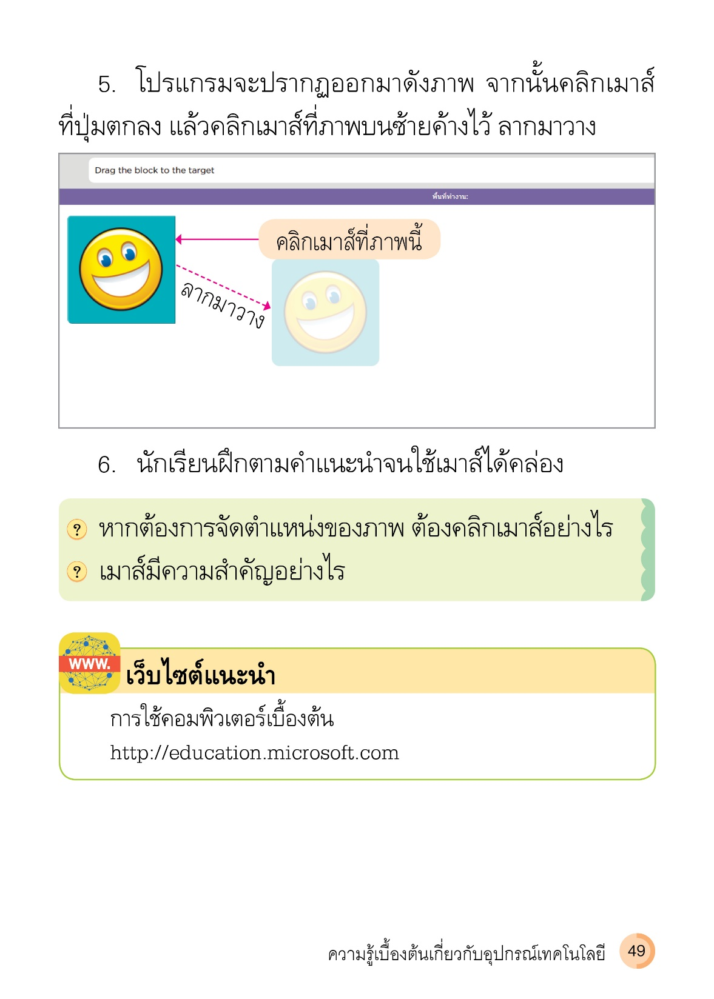 5. โปรแกรมจะปรากฏออกมาดังภาพ จากนั้นคลิกเมาส์
ที่ปุ่มตกลง แล้วคลิกเมาส์ที่ภาพบนซ้ายค้างไว้ ลากมาวาง
Drag the block to the target
พื้นที่ทำงาน:
คลิกเมาส์ที่ภาพนี้
ลากมาวาง
6. นักเรียนฝึกตามคำแนะนำจนใช้เมาส์ได้คล่อง
? หากต้องการจัดตำแหน่งของภาพ ต้องคลิกเมาส์อย่างไร
? เมาส์มีความสำคัญอย่างไร
www.
เว็บไซต์แนะนำ
การใช้คอมพิวเตอร์เบื้องต้น
http://education.microsoft.com
ความรู้เบื้องต้นเกี่ยวกับอุปกรณ์เทคโนโลยี 49